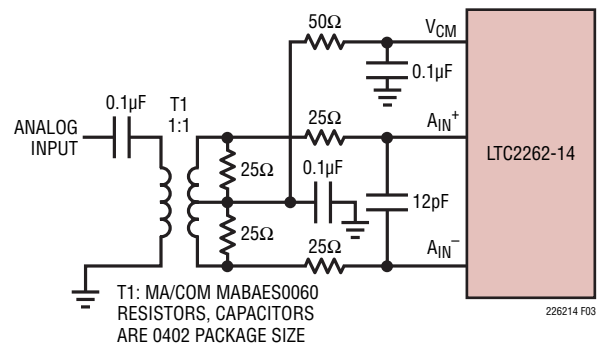 50Ω
VCM
0.1µF
0.1µF
T1
1:1
25Ω
AIN+
ANALOG
INPUT
25Ω
0.1µF
LTC2262-14
12pF
25Ω
25Ω
AIN–
T1: MA/COM MABAES0060
RESISTORS, CAPACITORS
ARE 0402 PACKAGE SIZE
226214 F03